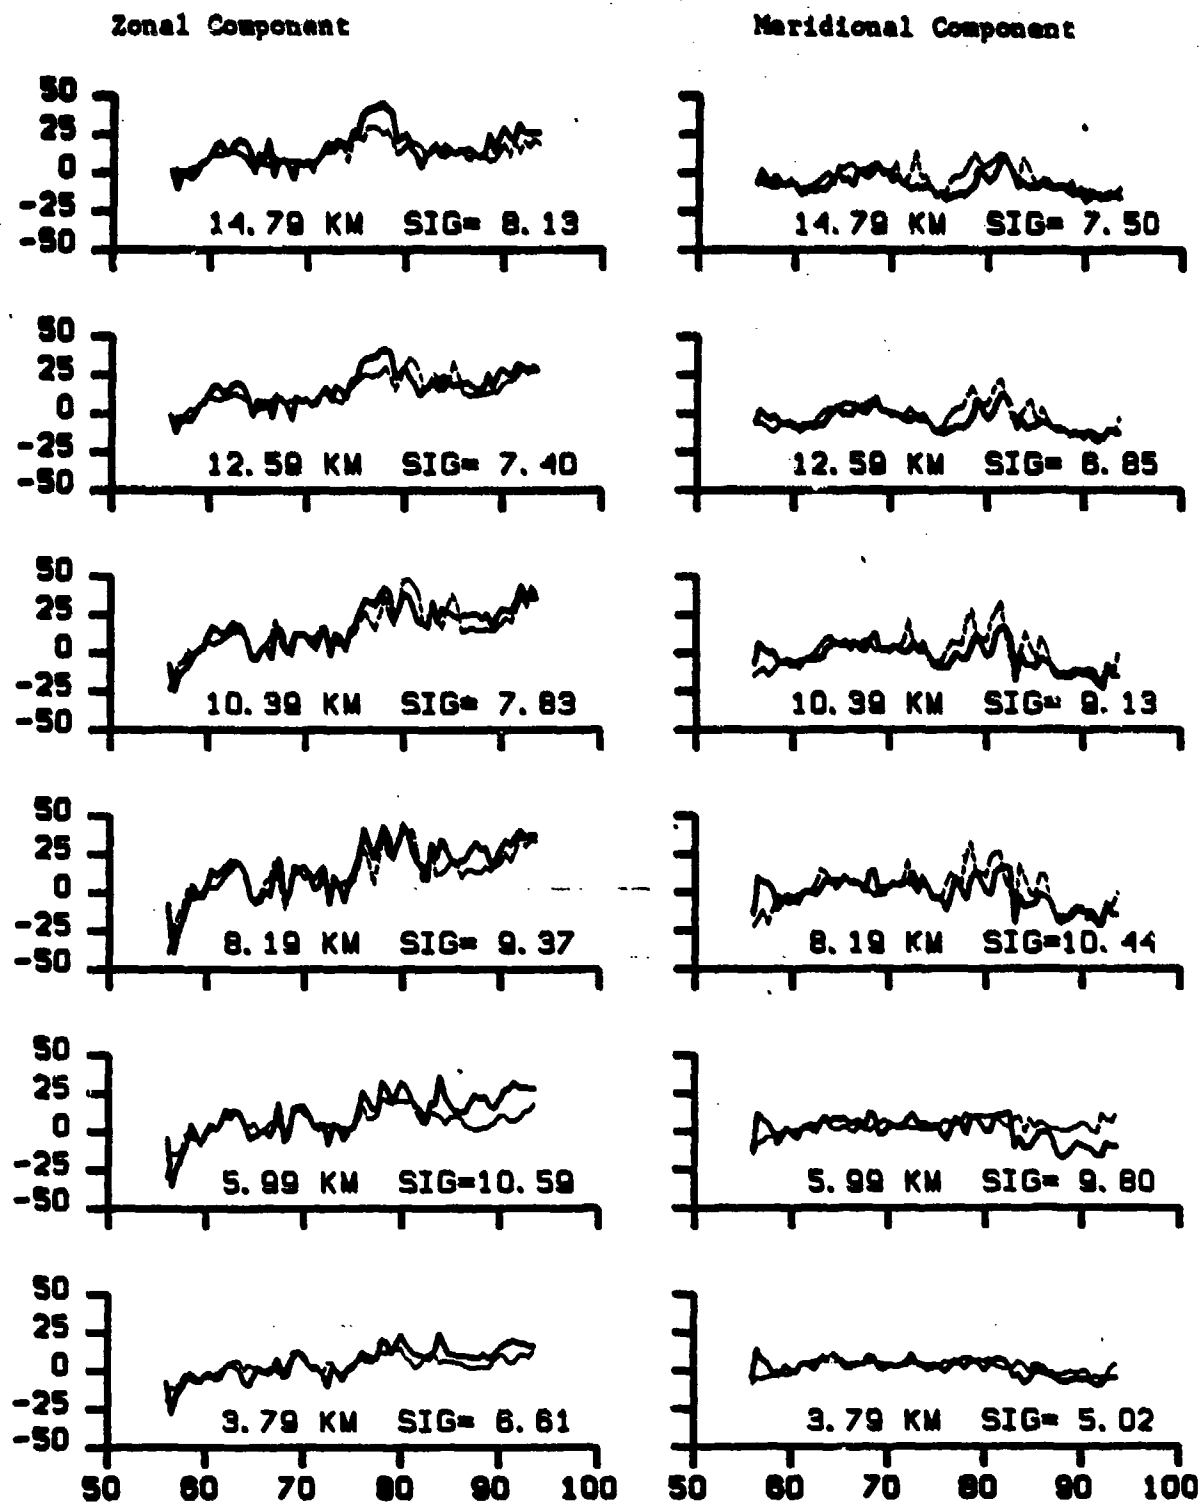 Zonal Component
Meridional Component
50
25
0
-25
-50
14.79 KM SIG= 8.13
14.79 KM SIG= 7.50
50
25
0
-25
-50
12.59 KM SIG= 7.40
12.59 KM SIG= 6.85
50
25
0
-25
-50
10.39 KM SIG= 7.83
10.39 KM SIG= 9.13
50
25
0
-25
-50
8.19 KM SIG= 9.37
8.19 KM SIG=10.44
50
25
0
-25
-50
5.99 KM SIG=10.59
5.99 KM SIG= 9.80
50
25
0
-25
-50
3.79 KM SIG= 6.61
3.79 KM SIG= 5.02
50 60 70 80 90 100
50 60 70 80 90 100